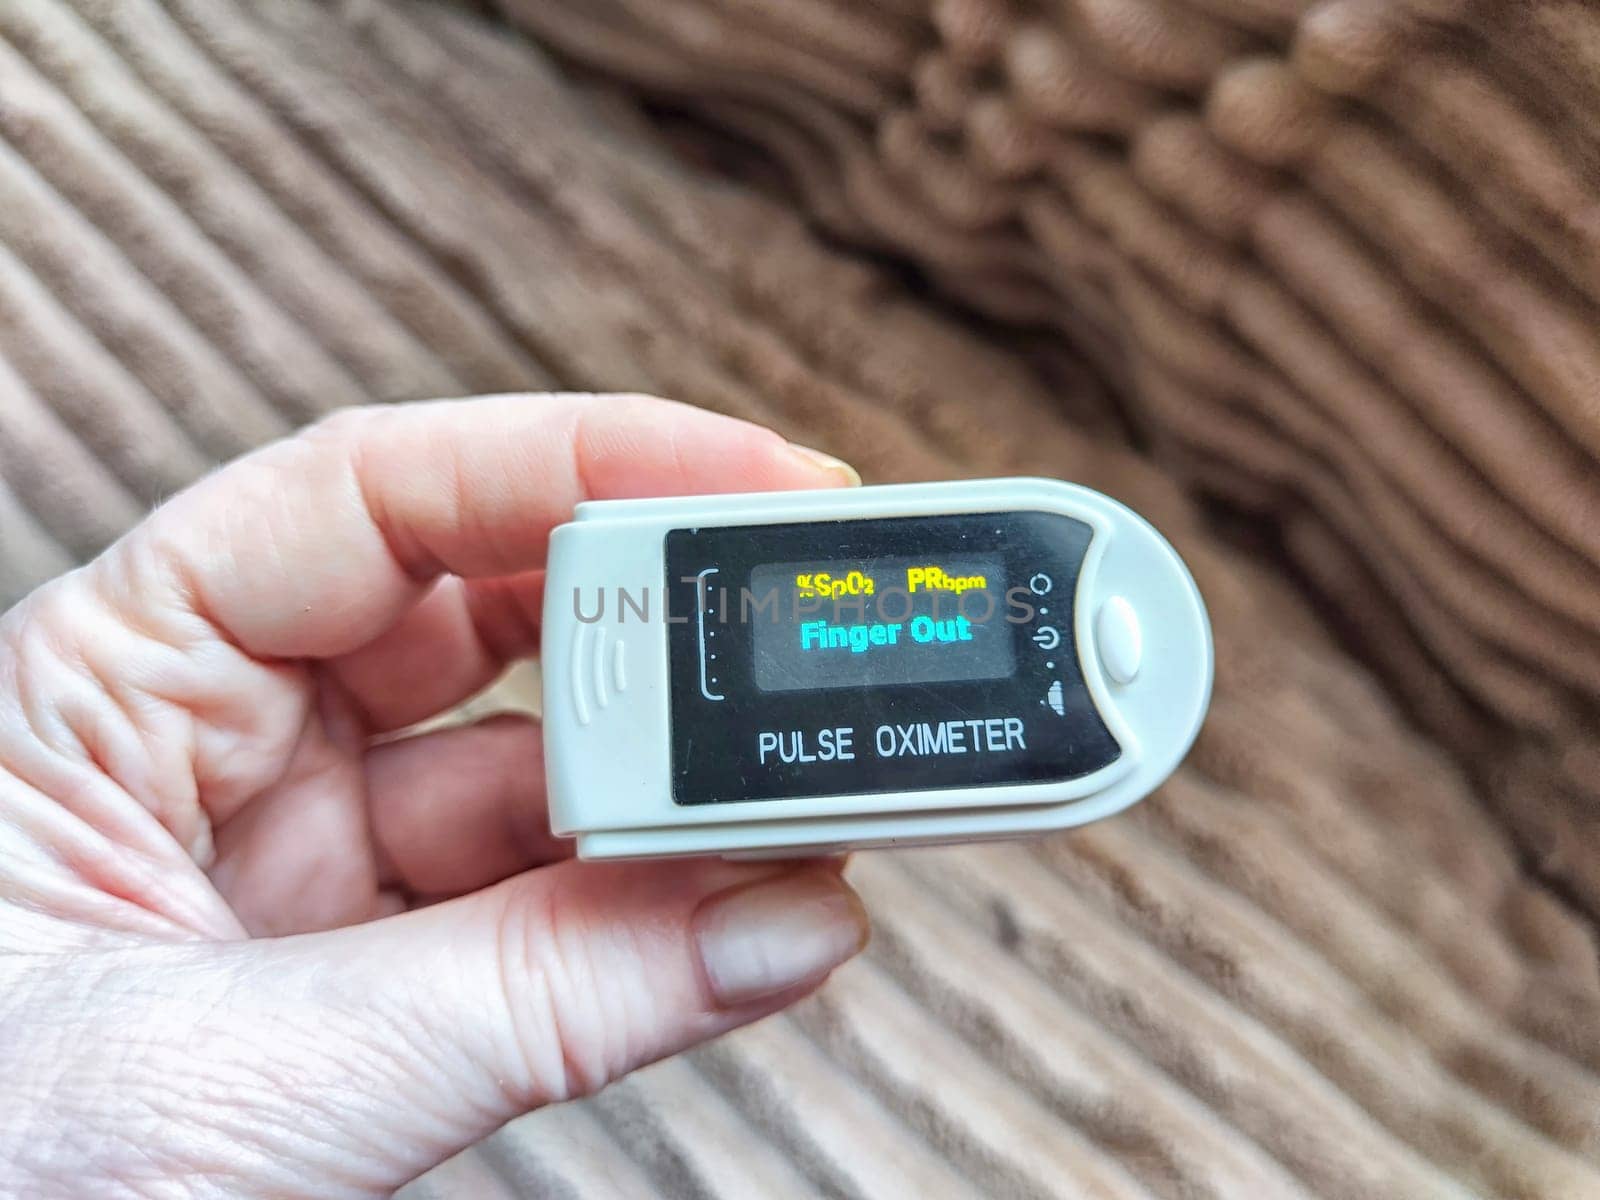 %SpO₂ PRbpm
UNLIMPHOTOS
Finger Out
PULSE OXIMETER